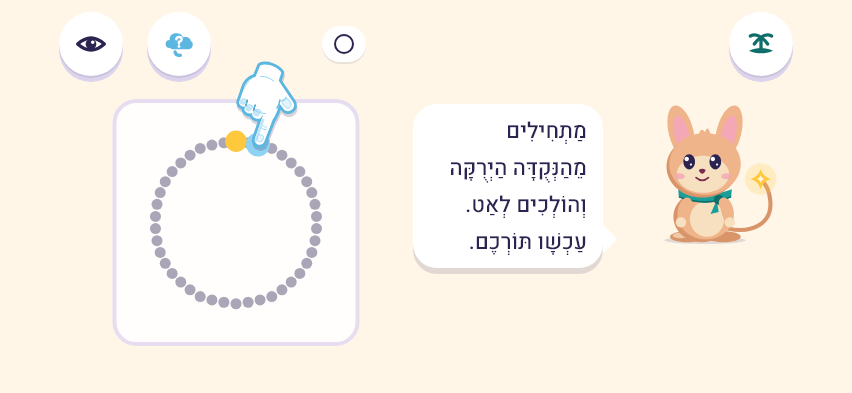 מַתְחִילִים
מֵהַנְּקֻדָּה הַיְרֻקָּה
וְהוֹלְכִים לְאַט.
עַכְשָׁו תּוֹרְכֶם.
?